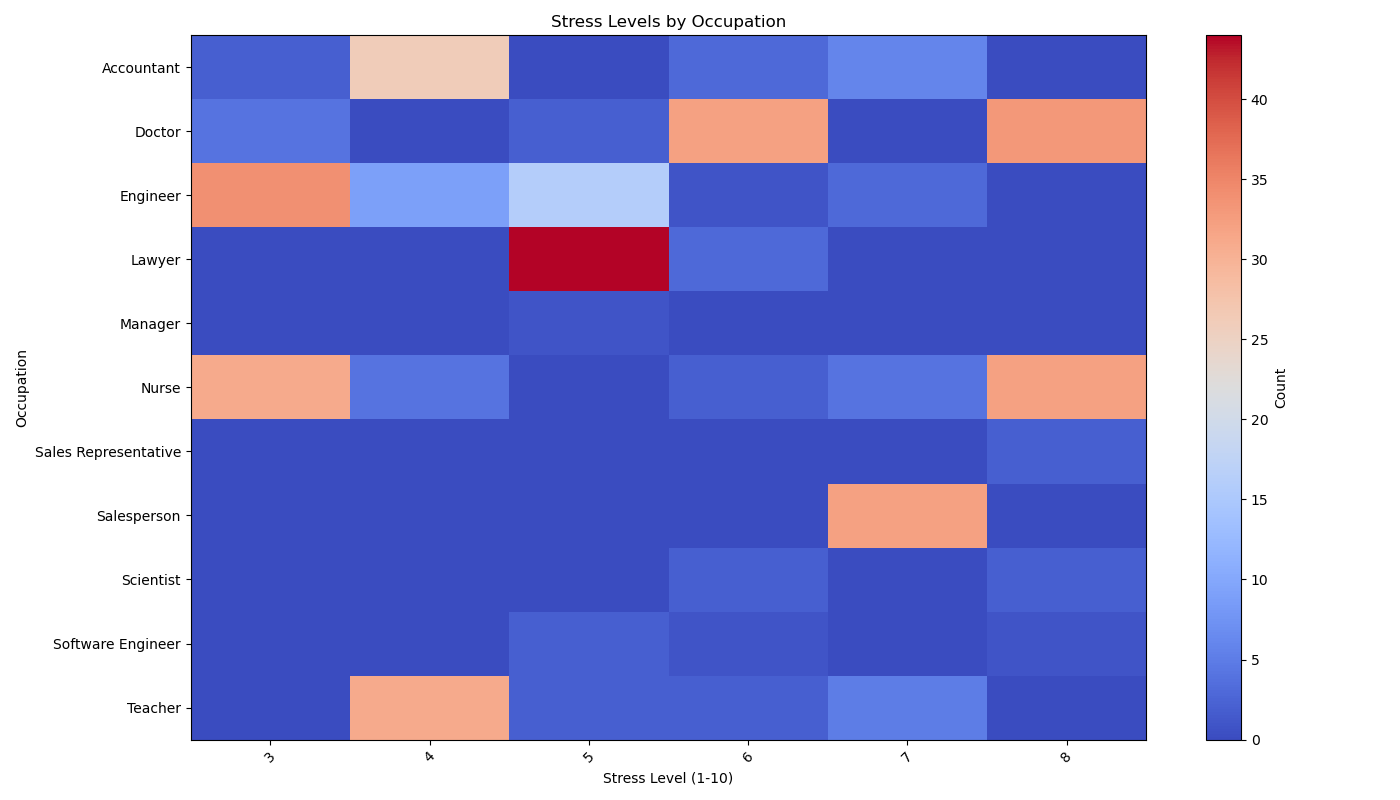 Stress Levels by Occupation
Occupation
Accountant
Doctor
Engineer
Lawyer
Manager
Nurse
Sales Representative
Salesperson
Scientist
Software Engineer
Teacher
3 4 5 6 7 8
Stress Level (1-10)
40
35
30
25
20
15
10
5
0
Count